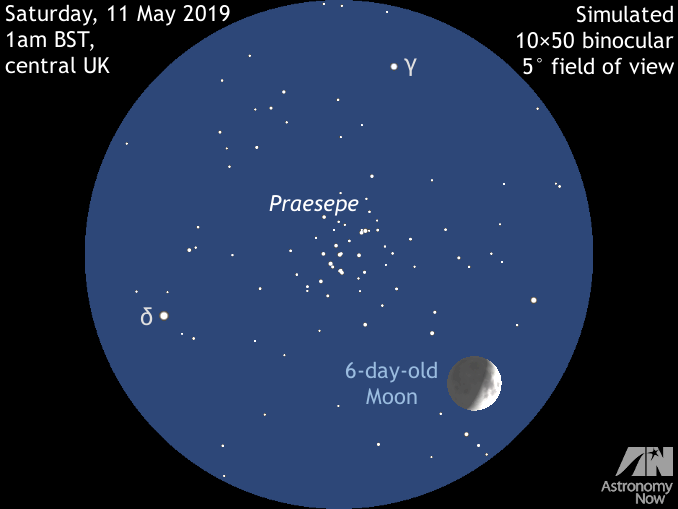 Saturday, 11 May 2019
1am BST,
central UK
Simulated
10×50 binocular
5° field of view
γ
Praesepe
δ
6-day-old
Moon
AN
Astronomy
Now